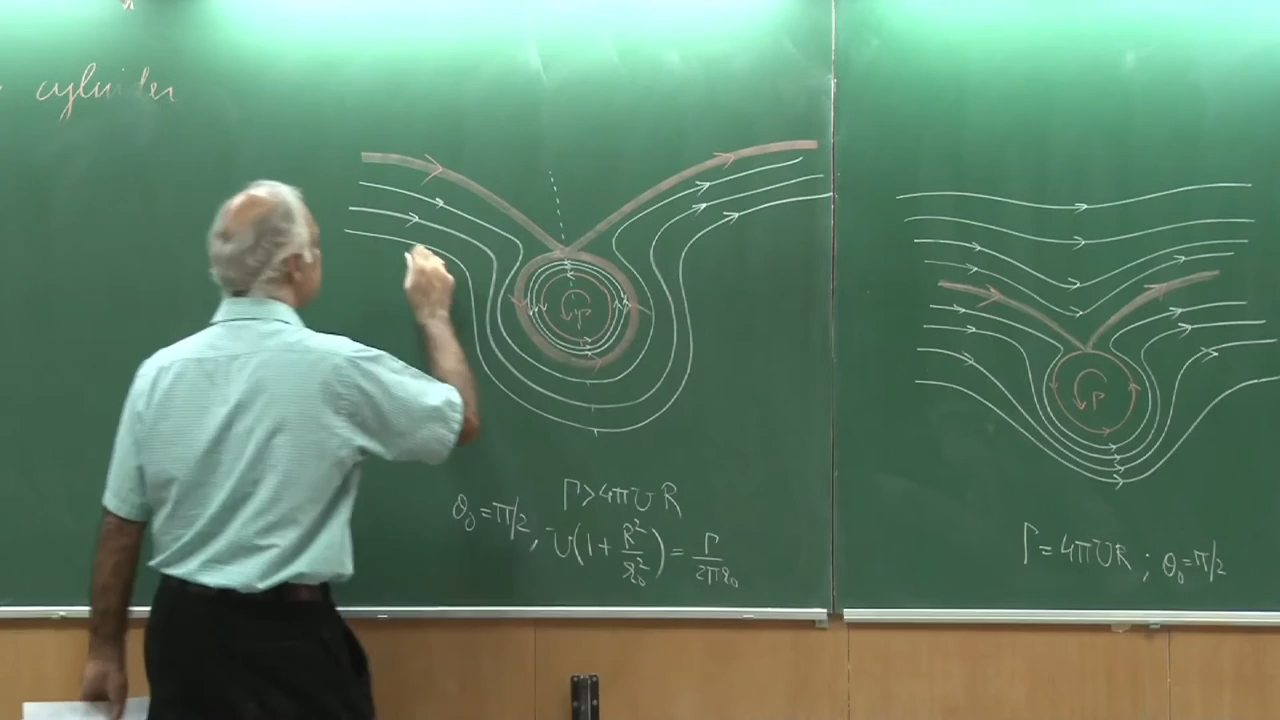 cylinder
Γ
Γ
Γ>4πUR
θ₀=π/2, U(1+R²/r₀²)=Γ/2πr₀
Γ=4πUR ; θ₀=π/2